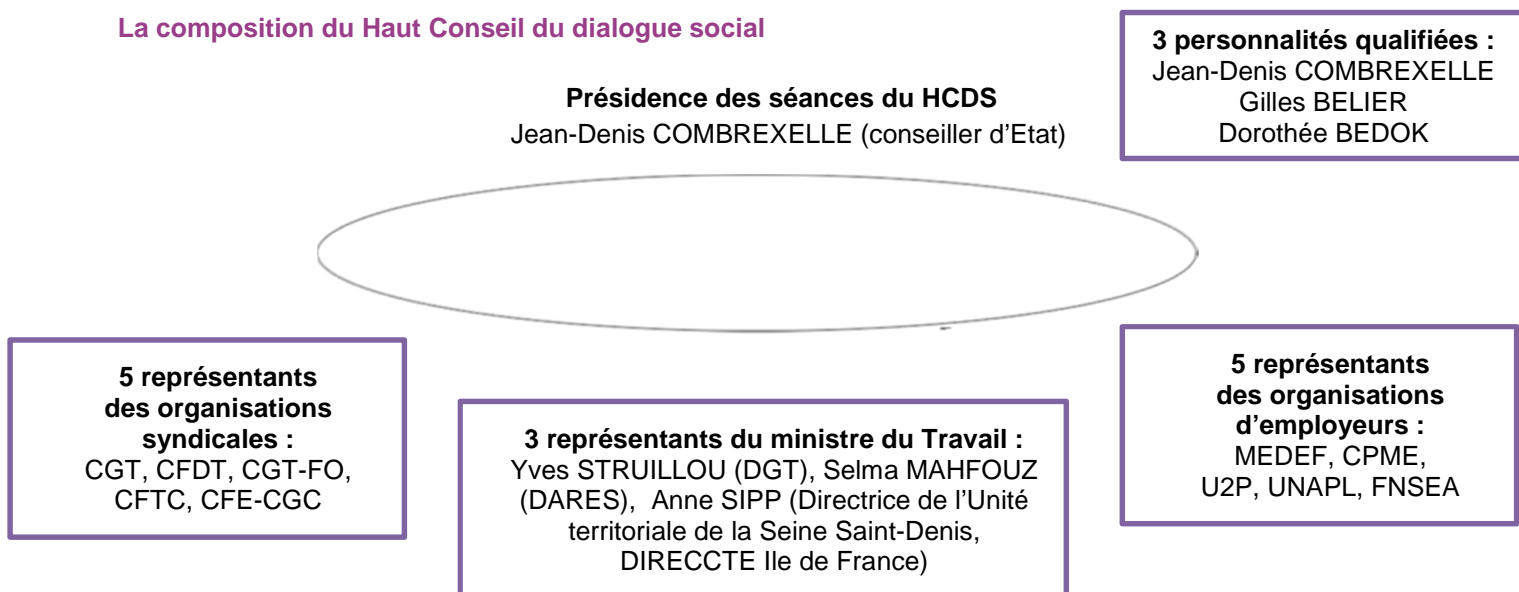 La composition du Haut Conseil du dialogue social
3 personnalités qualifiées :
Jean-Denis COMBREXELLE
Gilles BELIER
Dorothée BEDOK
Présidence des séances du HCDS
Jean-Denis COMBREXELLE (conseiller d’Etat)
5 représentants
des organisations
syndicales :
CGT, CFDT, CGT-FO,
CFTC, CFE-CGC
3 représentants du ministre du Travail :
Yves STRUILLOU (DGT), Selma MAHFOUZ
(DARES), Anne SIPP (Directrice de l’Unité
territoriale de la Seine Saint-Denis,
DIRECCTE Ile de France)
5 représentants
des organisations
d’employeurs :
MEDEF, CPME,
U2P, UNAPL, FNSEA